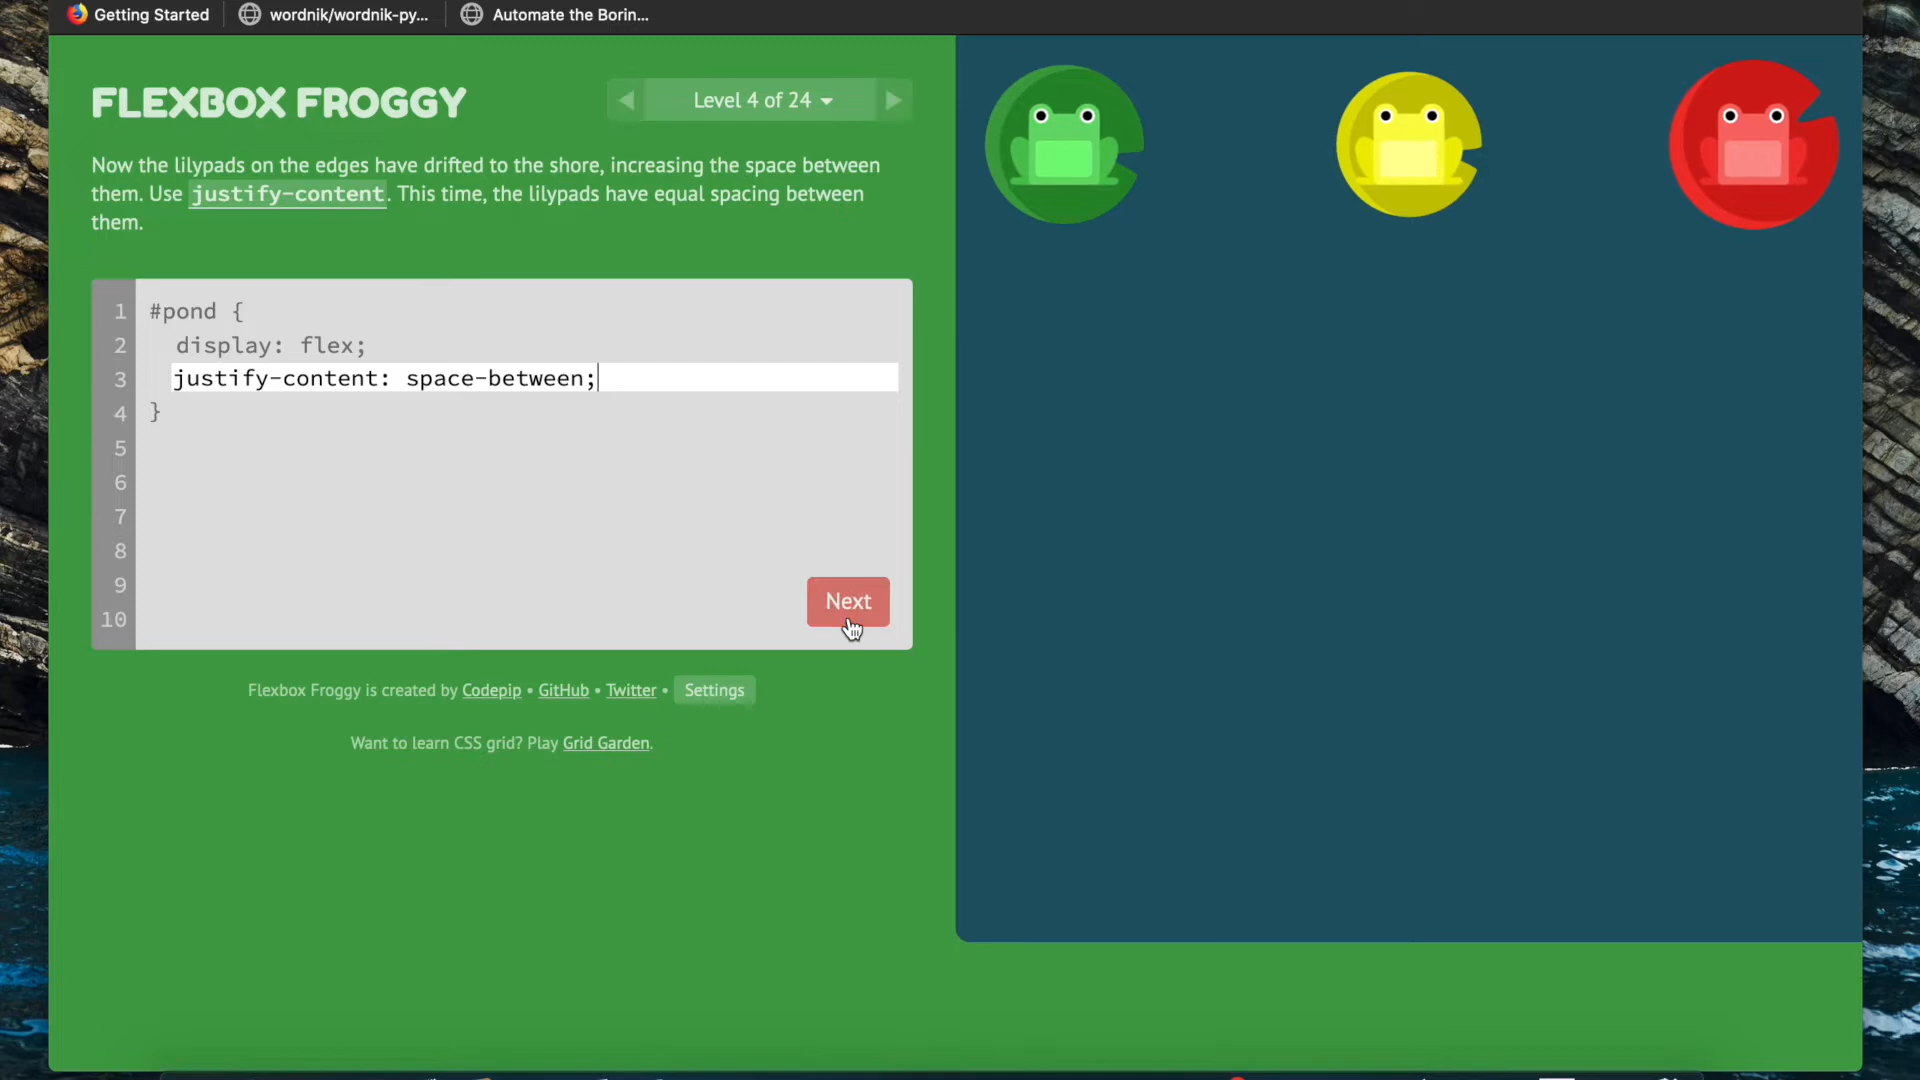 Getting Started
wordnik/wordnik-py...
Automate the Borin...
FLEXBOX FROGGY
Level 4 of 24
Now the lilypads on the edges have drifted to the shore, increasing the space between
them. Use justify-content. This time, the lilypads have equal spacing between
them.
1 #pond {
2 display: flex;
3 justify-content: space-between;
4 }
5
6
7
8
9
10
Next
Flexbox Froggy is created by Codepip • GitHub • Twitter • Settings
Want to learn CSS grid? Play Grid Garden.